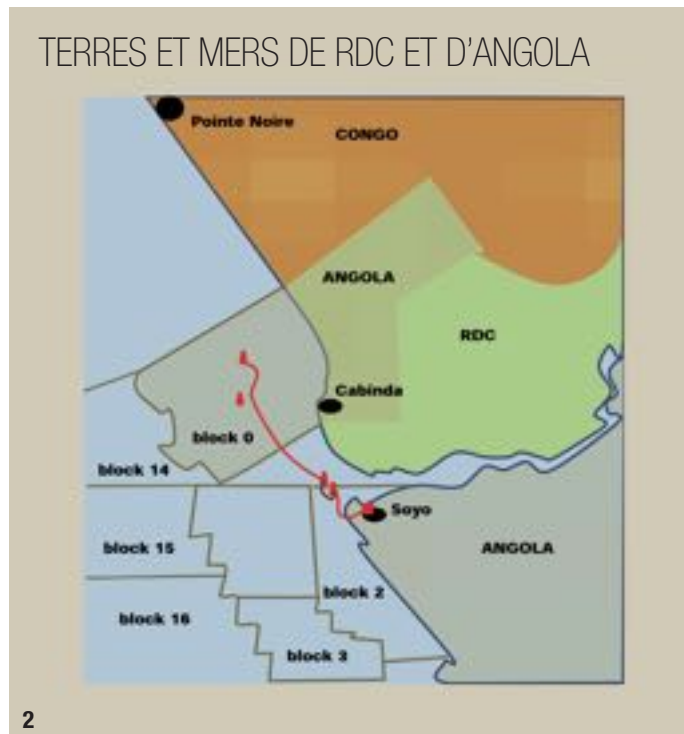 TERRES ET MERS DE RDC ET D'ANGOLA
Pointe Noire
CONGO
ANGOLA
RDC
Cabinda
block 0
block 14
Soyo
block 15
ANGOLA
block 2
block 16
block 3
2